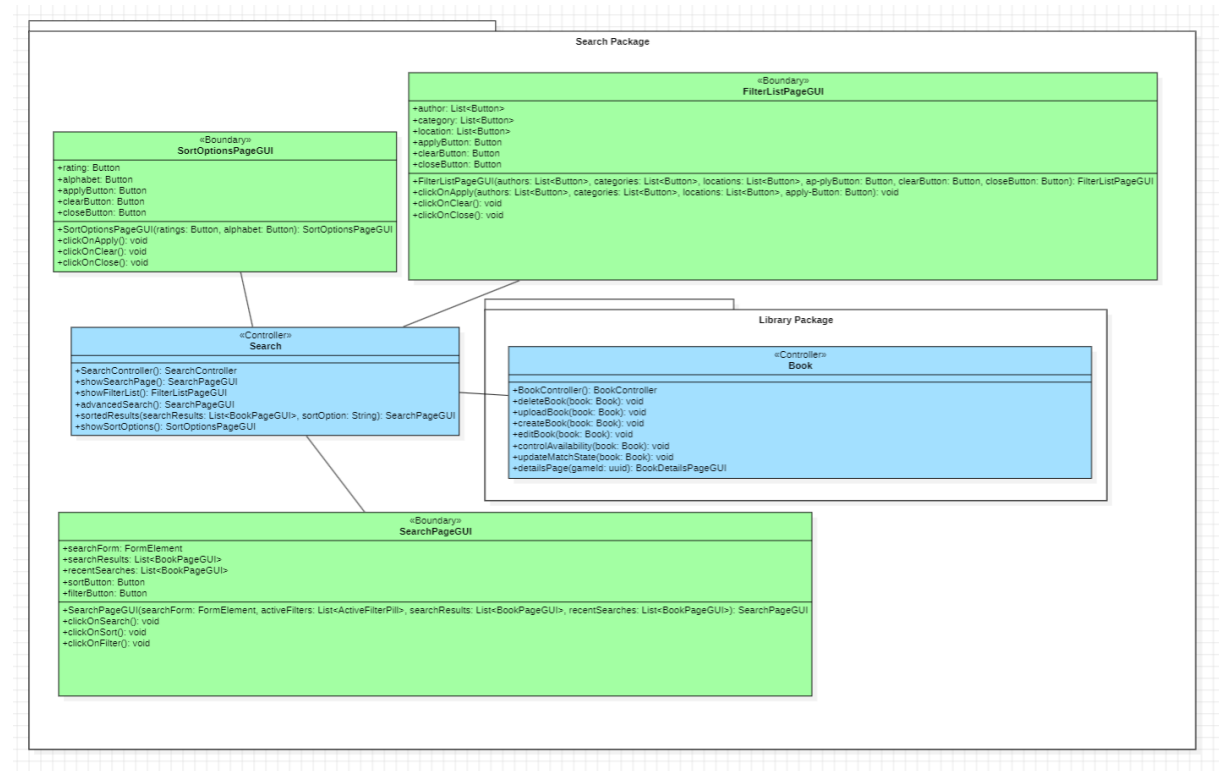 Search Package
«Boundary»
FilterListPageGUI
+author: List<Button>
+category: List<Button>
+location: List<Button>
+applyButton: Button
+clearButton: Button
+closeButton: Button
+FilterListPageGUI(authors: List<Button>, categories: List<Button>, locations: List<Button>, ap-plyButton: Button, clearButton: Button, closeButton: Button): FilterListPageGUI
+clickOnApply(authors: List<Button>, categories: List<Button>, locations: List<Button>, apply-Button: Button): void
+clickOnClear(): void
+clickOnClose(): void
«Boundary»
SortOptionsPageGUI
+rating: Button
+alphabet: Button
+applyButton: Button
+clearButton: Button
+closeButton: Button
+SortOptionsPageGUI(ratings: Button, alphabet: Button): SortOptionsPageGUI
+clickOnApply(): void
+clickOnClear(): void
+clickOnClose(): void
«Controller»
Search
+SearchController(): SearchController
+showSearchPage(): SearchPageGUI
+showFilterList(): FilterListPageGUI
+advancedSearch(): SearchPageGUI
+sortedResults(searchResults: List<BookPageGUI>, sortOption: String): SearchPageGUI
+showSortOptions(): SortOptionsPageGUI
Library Package
«Controller»
Book
+BookController(): BookController
+deleteBook(book: Book): void
+uploadBook(book: Book): void
+createBook(book: Book): void
+editBook(book: Book): void
+controlAvailability(book: Book): void
+updateMatchState(book: Book): void
+detailsPage(gameId: uuid): BookDetailsPageGUI
«Boundary»
SearchPageGUI
+searchForm: FormElement
+searchResults: List<BookPageGUI>
+recentSearches: List<BookPageGUI>
+sortButton: Button
+filterButton: Button
+SearchPageGUI(searchForm: FormElement, activeFilters: List<ActiveFilterPill>, searchResults: List<BookPageGUI>, recentSearches: List<BookPageGUI>): SearchPageGUI
+clickOnSearch(): void
+clickOnSort(): void
+clickOnFilter(): void